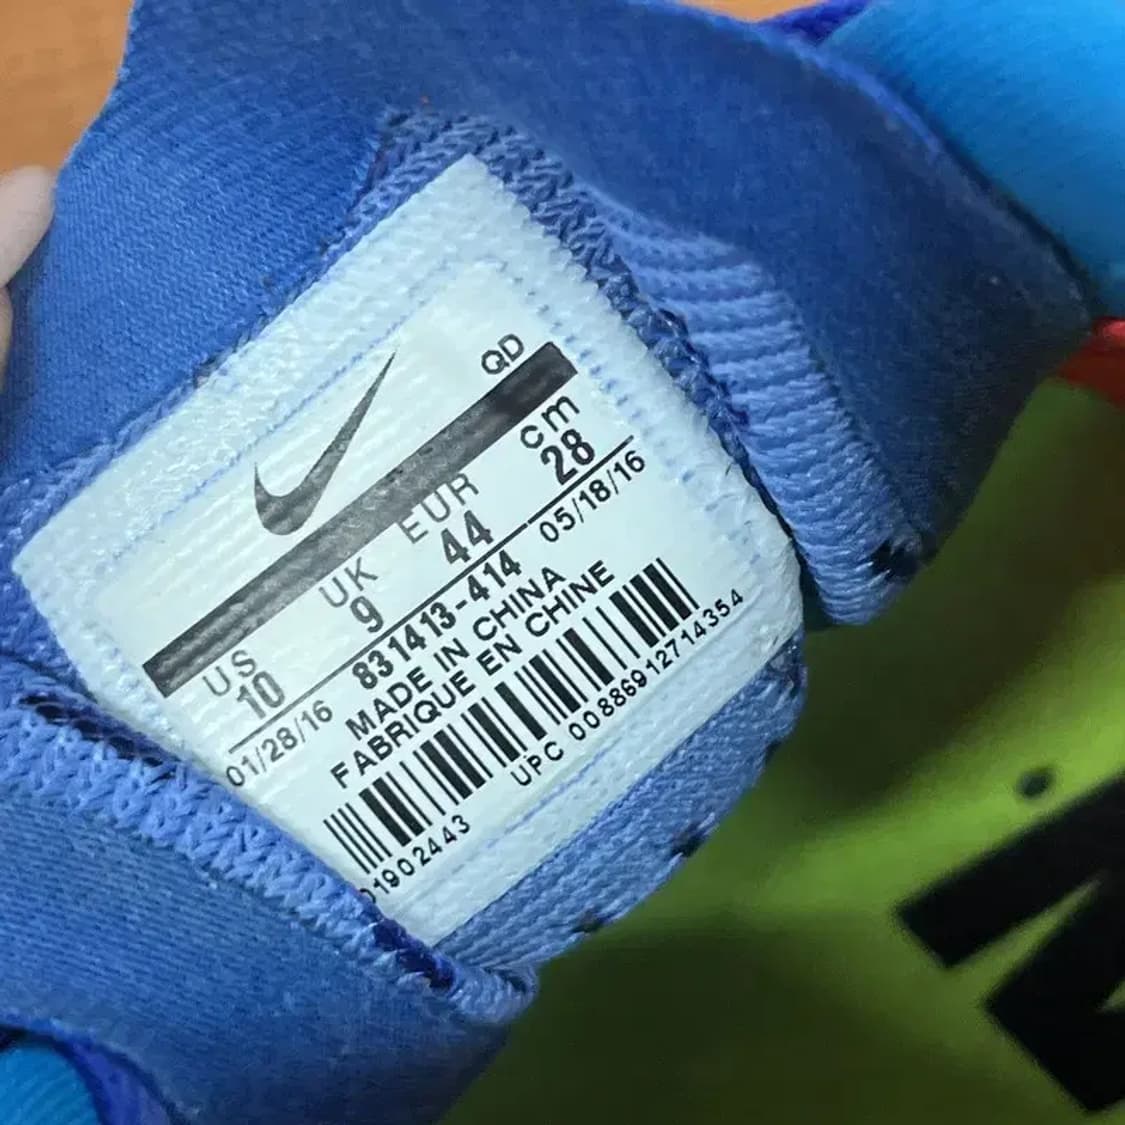 QD
US UK EUR cm
10 9 44 28
01/28/16 831413-414 05/18/16
MADE IN CHINA
FABRIQUE EN CHINE
UPC 00886912714354
01902443